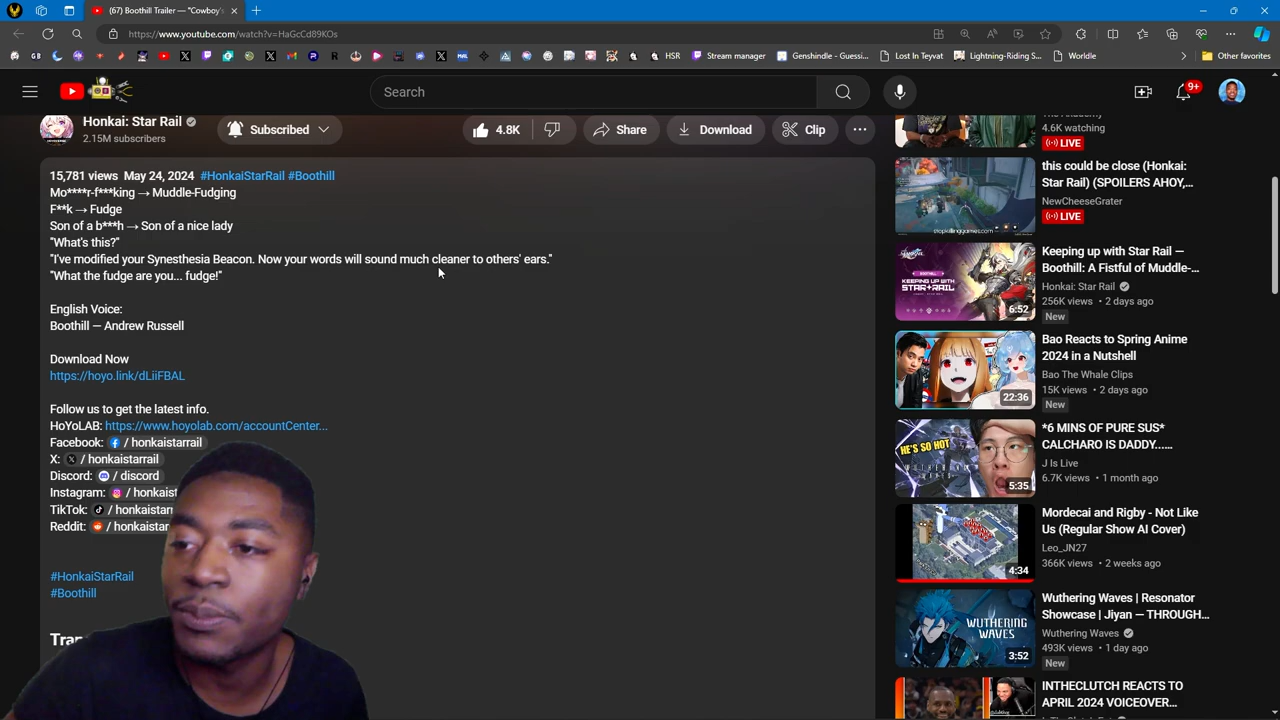 (67) Boothill Trailer — "Cowboy's
https://www.youtube.com/watch?v=HaGcCd89KOs
HSR
Stream manager
Genshindle - Guessi...
Lost In Teyvat
Lightning-Riding S...
Worldle
Other favorites
Search
9+
Honkai: Star Rail
2.15M subscribers
Subscribed
4.8K
Share
Download
Clip
15,781 views May 24, 2024 #HonkaiStarRail #Boothill
Mo****r-f***king → Muddle-Fudging
F**k → Fudge
Son of a b***h → Son of a nice lady
"What's this?"
"I've modified your Synesthesia Beacon. Now your words will sound much cleaner to others' ears."
"What the fudge are you... fudge!"
English Voice:
Boothill — Andrew Russell
Download Now
https://hoyo.link/dLiiFBAL
Follow us to get the latest info.
HoYoLAB: https://www.hoyolab.com/accountCenter...
Facebook: / honkaistarrail
X: / honkaistarrail
Discord: / discord
Instagram: / honkaist
TikTok: / honkaistarr
Reddit: / honkaistar
#HonkaiStarRail
#Boothill
Tran
4.6K watching
LIVE
this could be close (Honkai:
Star Rail) (SPOILERS AHOY,...
NewCheeseGrater
LIVE
stopkillinggames.com
Keeping up with Star Rail —
Boothill: A Fistful of Muddle-...
Honkai: Star Rail
256K views • 2 days ago
New
KEEPING UP WITH
STAR RAIL
6:52
Bao Reacts to Spring Anime
2024 in a Nutshell
Bao The Whale Clips
15K views • 2 days ago
New
22:36
*6 MINS OF PURE SUS*
CALCHARO IS DADDY......
J Is Live
6.7K views • 1 month ago
HE'S SO HOT
5:35
Mordecai and Rigby - Not Like
Us (Regular Show AI Cover)
Leo_JN27
366K views • 2 weeks ago
4:34
Wuthering Waves | Resonator
Showcase | Jiyan — THROUGH...
Wuthering Waves
493K views • 1 day ago
New
WUTHERING
WAVES
3:52
INTHECLUTCH REACTS TO
APRIL 2024 VOICEOVER...